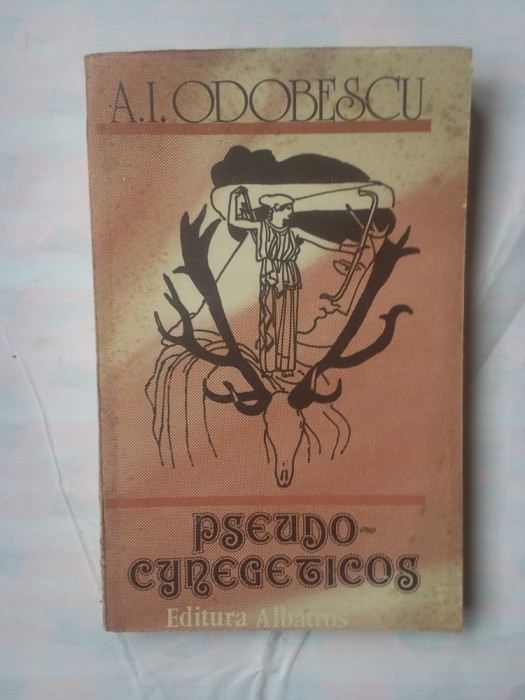 A.I. ODOBESCU
PSEUDO-
CYNEGETICOS
Editura Albatros